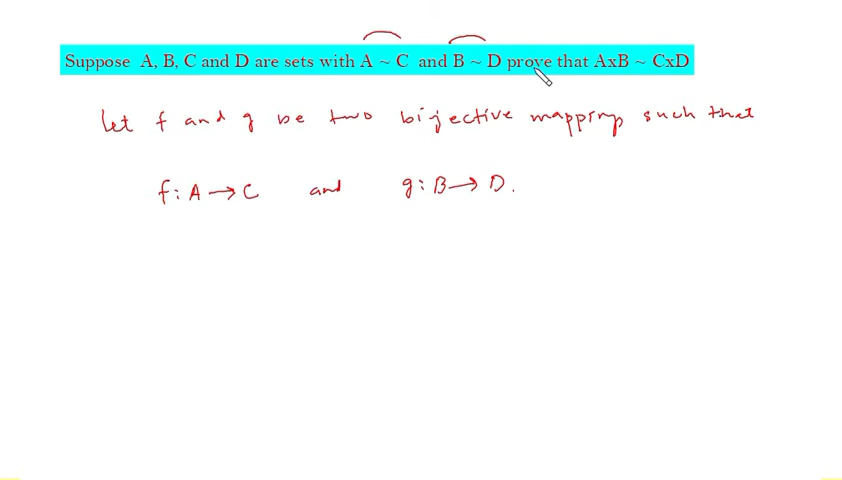 Suppose A, B, C and D are sets with A ~ C and B ~ D prove that AxB ~ CxD
Let f and g be two bijective mapping such that
f: A → C and g: B → D.